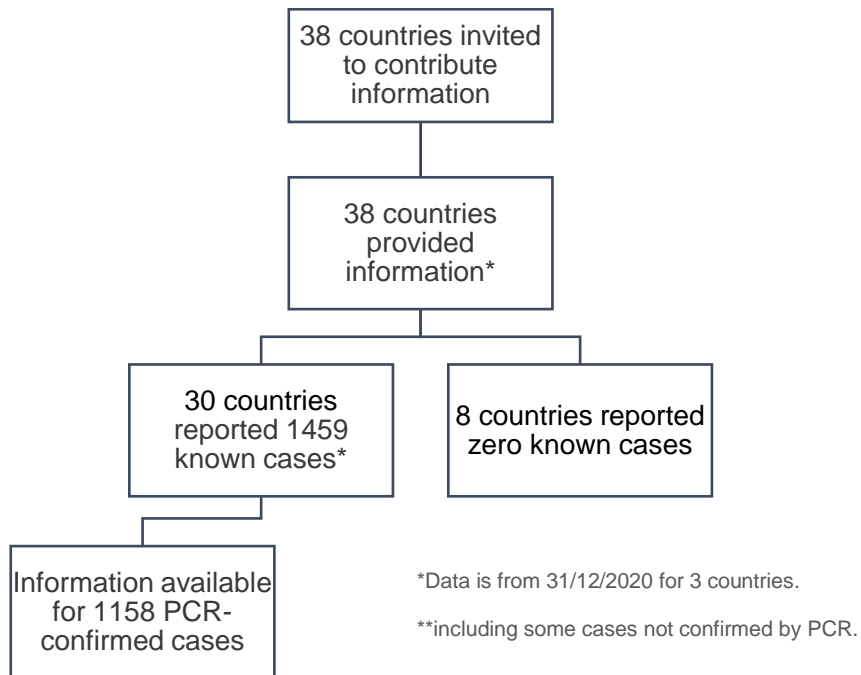 38 countries invited
to contribute
information
38 countries
provided
information*
30 countries
reported 1459
known cases*
8 countries reported
zero known cases
Information available
for 1158 PCR-
confirmed cases
*Data is from 31/12/2020 for 3 countries.
**including some cases not confirmed by PCR.